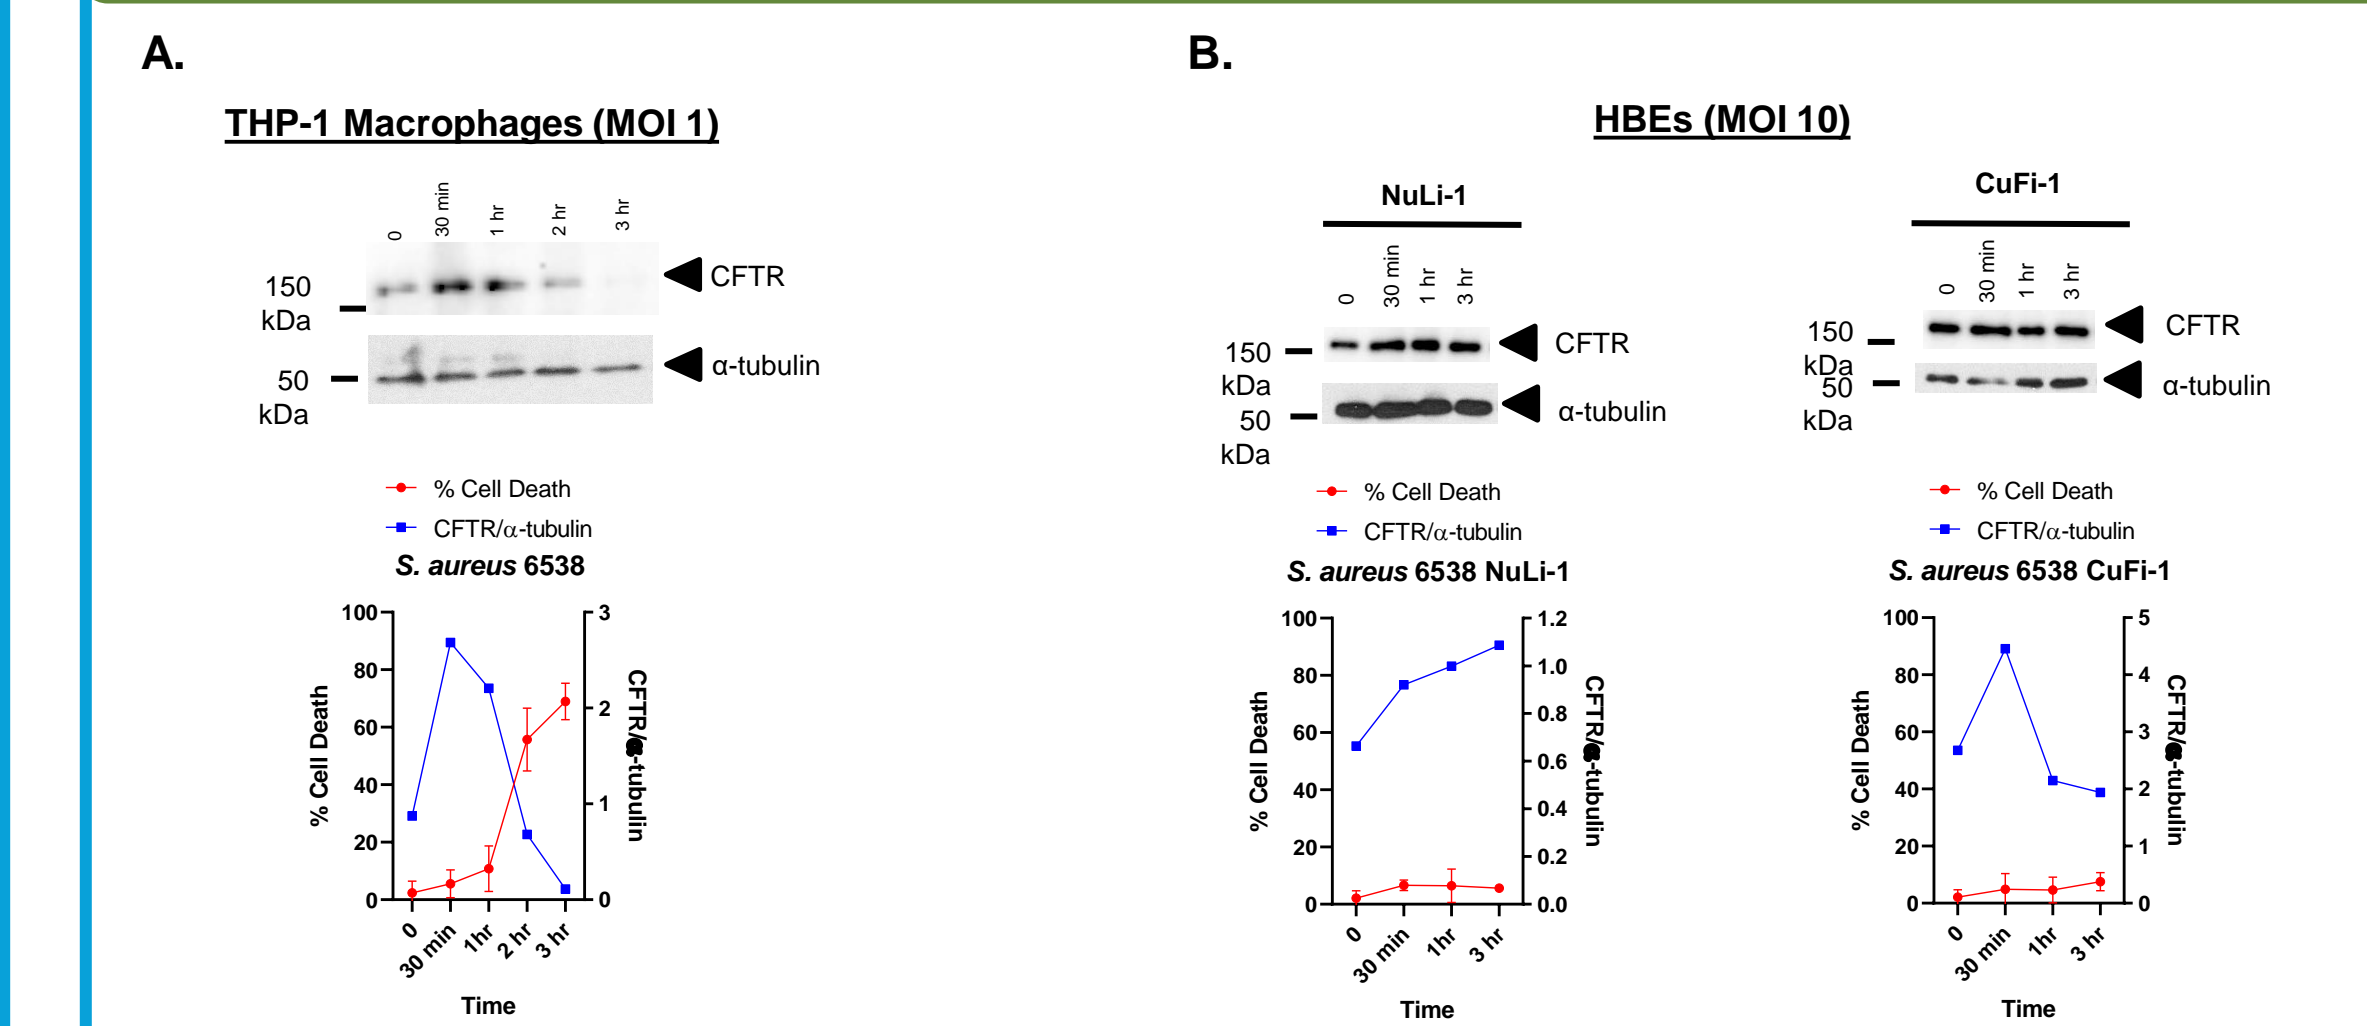 A.
THP-1 Macrophages (MOI 1)
0
30 min
1 hr
2 hr
3 hr
150
kDa
CFTR
50
kDa
α-tubulin
% Cell Death
CFTR/α-tubulin
S. aureus 6538
100
80
60
40
20
0
% Cell Death
3
2
1
0
CFTR/α-tubulin
0
30 min
1hr
2 hr
3 hr
Time
B.
HBEs (MOI 10)
NuLi-1
0
30 min
1 hr
3 hr
150
kDa
CFTR
50
kDa
α-tubulin
% Cell Death
CFTR/α-tubulin
S. aureus 6538 NuLi-1
100
80
60
40
20
0
% Cell Death
1.2
1.0
0.8
0.6
0.4
0.2
0.0
CFTR/α-tubulin
0
30 min
1hr
3 hr
Time
CuFi-1
0
30 min
1 hr
3 hr
150
kDa
CFTR
50
kDa
α-tubulin
% Cell Death
CFTR/α-tubulin
S. aureus 6538 CuFi-1
100
80
60
40
20
0
% Cell Death
5
4
3
2
1
0
CFTR/α-tubulin
0
30 min
1hr
3 hr
Time